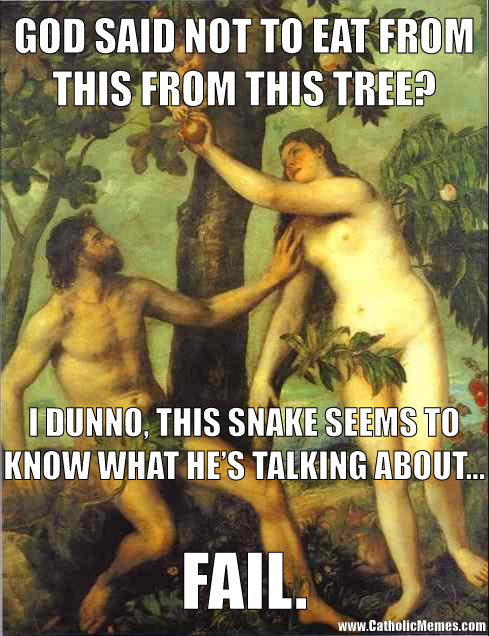 GOD SAID NOT TO EAT FROM
THIS FROM THIS TREE?
I DUNNO, THIS SNAKE SEEMS TO
KNOW WHAT HE'S TALKING ABOUT...
FAIL.
www.CatholicMemes.com